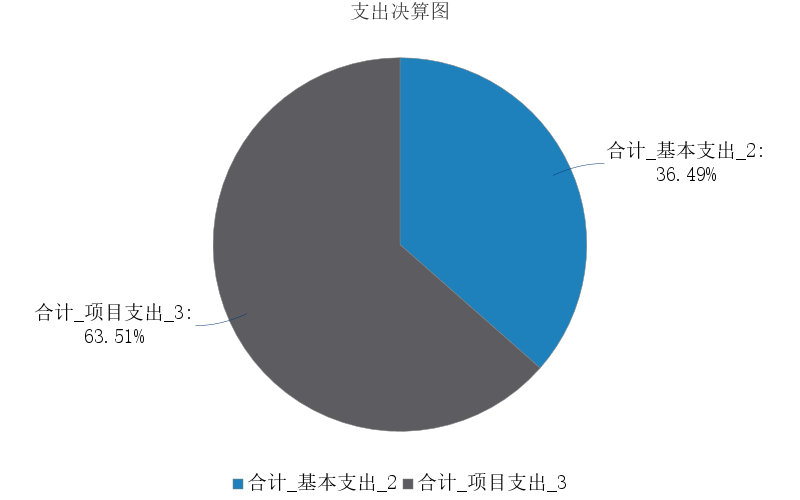 支出决算图
合计_基本支出_2:
36.49%
合计_项目支出_3:
63.51%
合计_基本支出_2 合计_项目支出_3